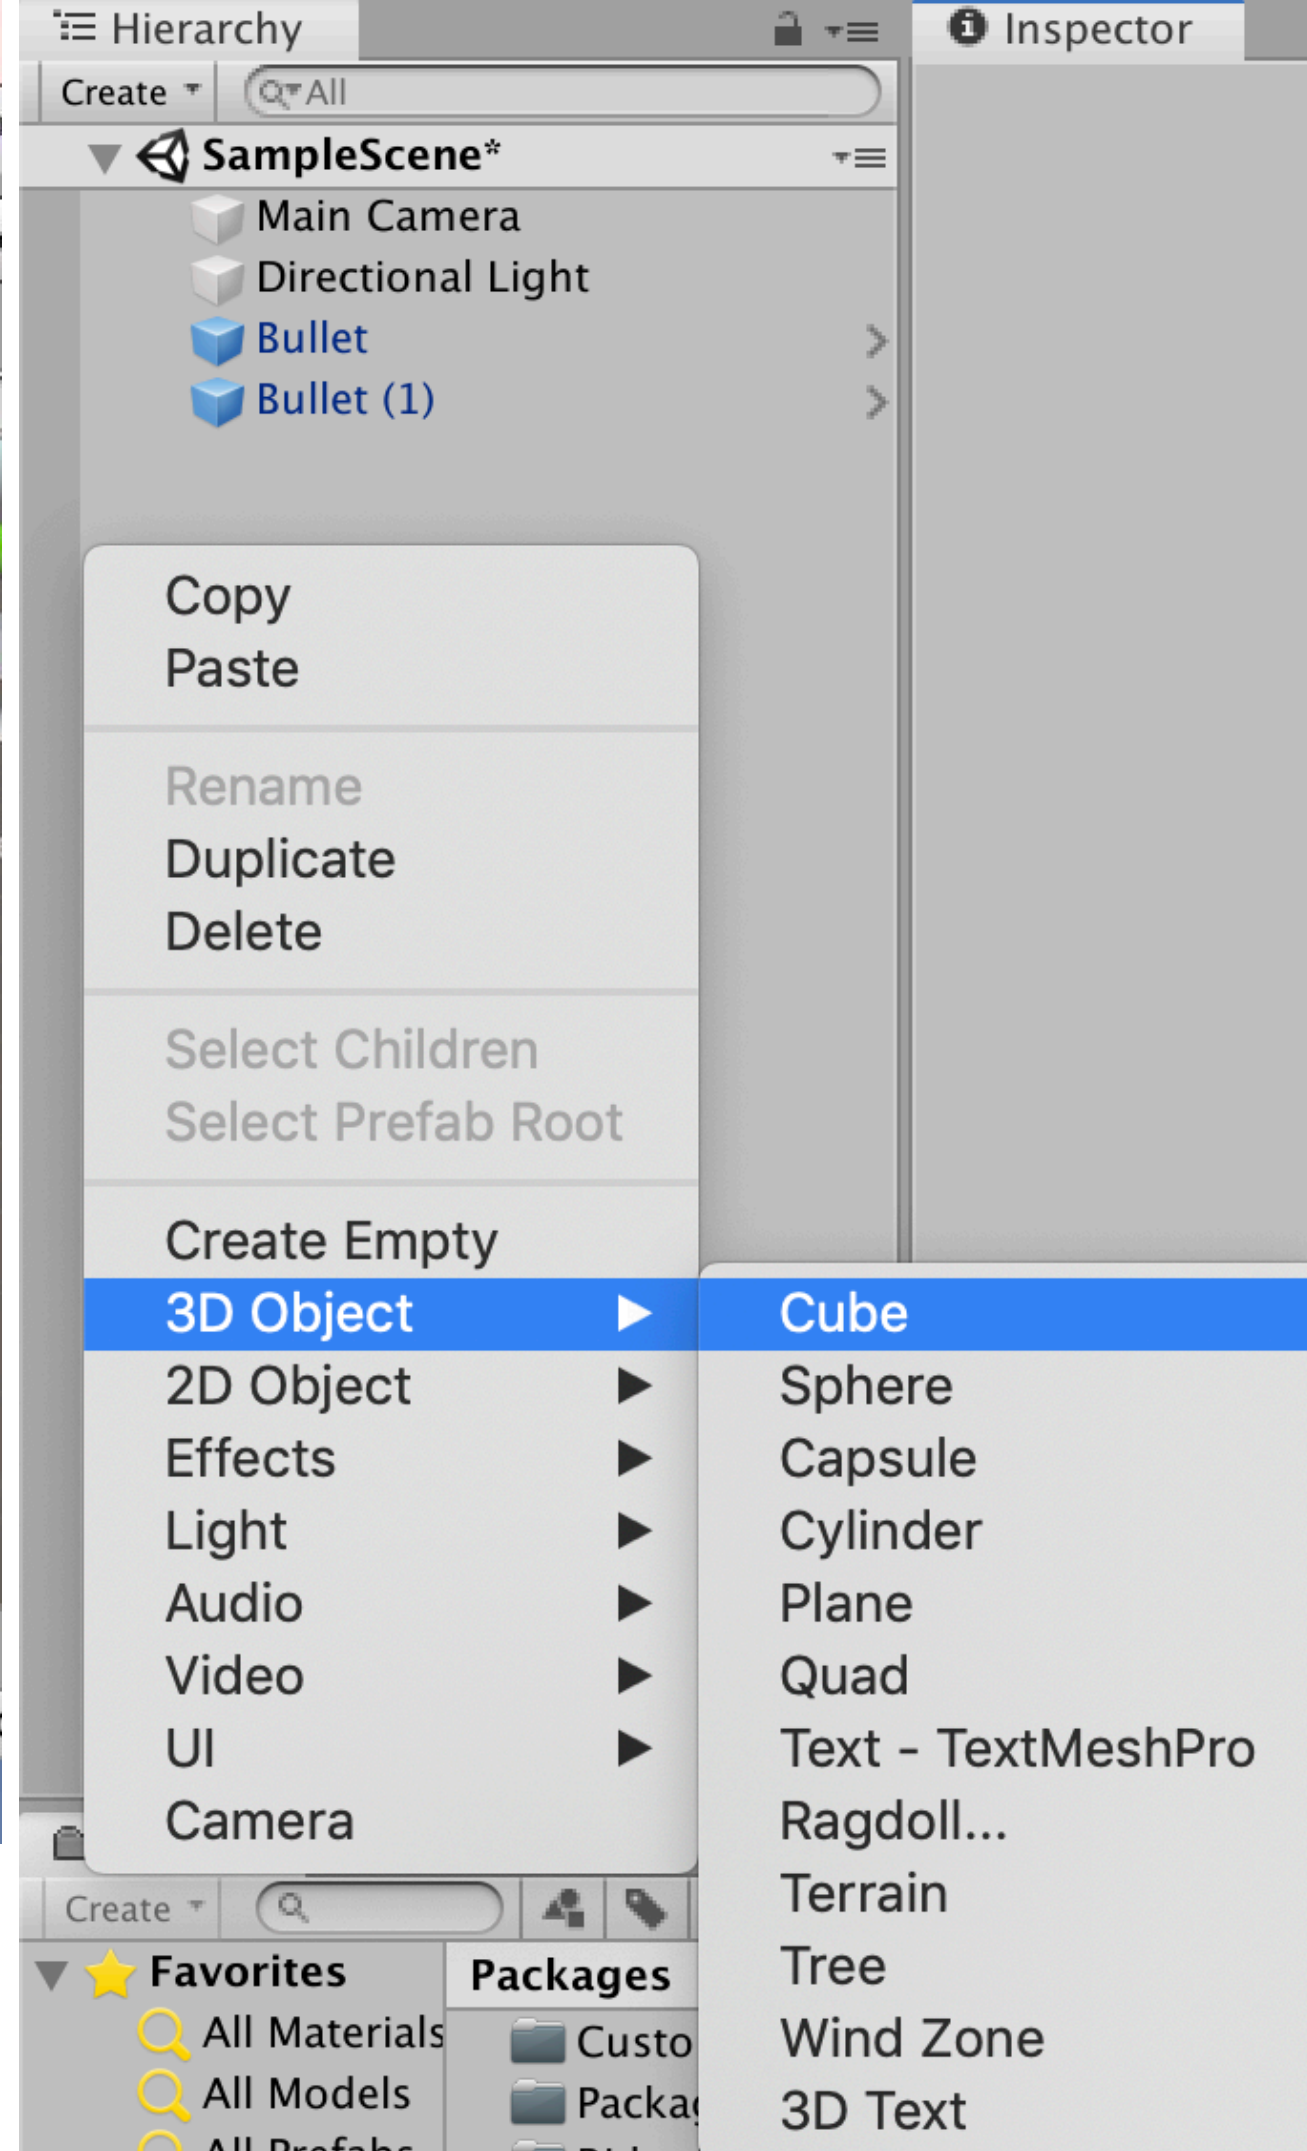 Hierarchy
Inspector
Create
All
SampleScene*
Main Camera
Directional Light
Bullet
Bullet (1)
Copy
Paste
Rename
Duplicate
Delete
Select Children
Select Prefab Root
Create Empty
3D Object
2D Object
Effects
Light
Audio
Video
UI
Camera
Cube
Sphere
Capsule
Cylinder
Plane
Quad
Text - TextMeshPro
Ragdoll...
Terrain
Tree
Wind Zone
3D Text
Create
Favorites
All Materials
All Models
All Prefabs
Packages
Custo
Packag